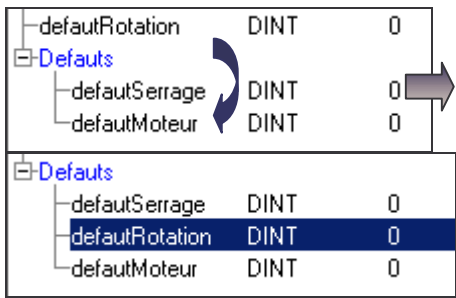 defautRotation DINT 0
Defauts
defautSerrage DINT 0
defautMoteur DINT 0
Defauts
defautSerrage DINT 0
defautRotation DINT 0
defautMoteur DINT 0